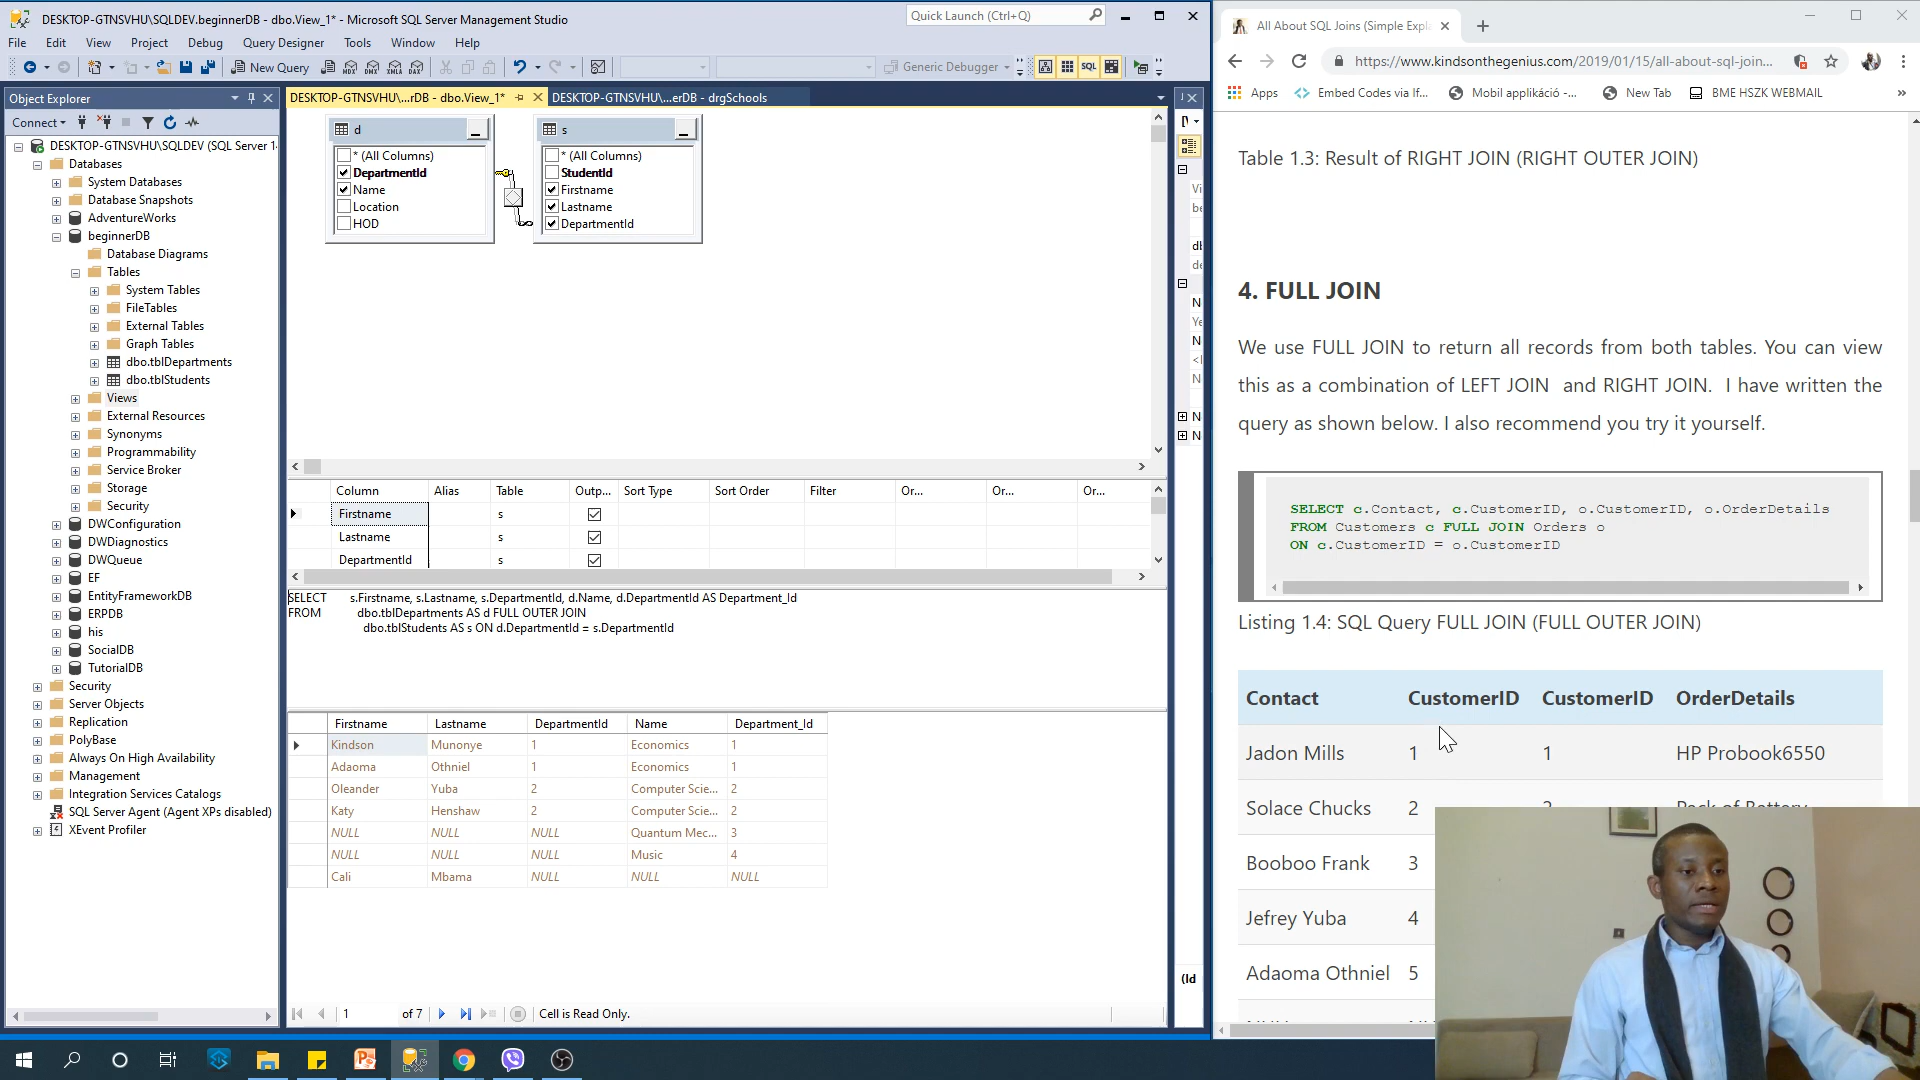 DESKTOP-GTNSVHU\SQLDEV.beginnerDB - dbo.View_1* - Microsoft SQL Server Management Studio
Quick Launch (Ctrl+Q)
File Edit View Project Debug Query Designer Tools Window Help
New Query
MDX DMX XMLA DAX
Generic Debugger
SQL
Object Explorer
Connect
DESKTOP-GTNSVHU\SQLDEV (SQL Server 1
Databases
System Databases
Database Snapshots
AdventureWorks
beginnerDB
Database Diagrams
Tables
System Tables
FileTables
External Tables
Graph Tables
dbo.tblDepartments
dbo.tblStudents
Views
External Resources
Synonyms
Programmability
Service Broker
Storage
Security
DWConfiguration
DWDiagnostics
DWQueue
EF
EntityFrameworkDB
ERPDB
his
SocialDB
TutorialDB
Security
Server Objects
Replication
PolyBase
Always On High Availability
Management
Integration Services Catalogs
SQL Server Agent (Agent XPs disabled)
XEvent Profiler
DESKTOP-GTNSVHU\...rDB - dbo.View_1*
DESKTOP-GTNSVHU\...erDB - drgSchools
d
* (All Columns)
DepartmentId
Name
Location
HOD
s
* (All Columns)
StudentId
Firstname
Lastname
DepartmentId
Column Alias Table Outp... Sort Type Sort Order Filter Or... Or... Or...
Firstname s
Lastname s
DepartmentId s
SELECT s.Firstname, s.Lastname, s.DepartmentId, d.Name, d.DepartmentId AS Department_Id
FROM dbo.tblDepartments AS d FULL OUTER JOIN
dbo.tblStudents AS s ON d.DepartmentId = s.DepartmentId
Firstname Lastname DepartmentId Name Department_Id
Kindson Munonye 1 Economics 1
Adaoma Othniel 1 Economics 1
Oleander Yuba 2 Computer Scie... 2
Katy Henshaw 2 Computer Scie... 2
NULL NULL NULL Quantum Mec... 3
NULL NULL NULL Music 4
Cali Mbama NULL NULL NULL
1 of 7 Cell is Read Only.
Vi
be
db
de
N
Ye
N
<l
N
N
N
(Id
All About SQL Joins (Simple Expl
https://www.kindsonthegenius.com/2019/01/15/all-about-sql-join...
Apps Embed Codes by If... Mobil applikáció -... New Tab BME HSZK WEBMAIL »
Table 1.3: Result of RIGHT JOIN (RIGHT OUTER JOIN)
4. FULL JOIN
We use FULL JOIN to return all records from both tables. You can view
this as a combination of LEFT JOIN and RIGHT JOIN. I have written the
query as shown below. I also recommend you try it yourself.
SELECT c.Contact, c.CustomerID, o.CustomerID, o.OrderDetails
FROM Customers c FULL JOIN Orders o
ON c.CustomerID = o.CustomerID
Listing 1.4: SQL Query FULL JOIN (FULL OUTER JOIN)
Contact CustomerID CustomerID OrderDetails
Jadon Mills 1 1 HP Probook6550
Solace Chucks 2 2 Pack of Battery
Booboo Frank 3
Jefrey Yuba 4
Adaoma Othniel 5